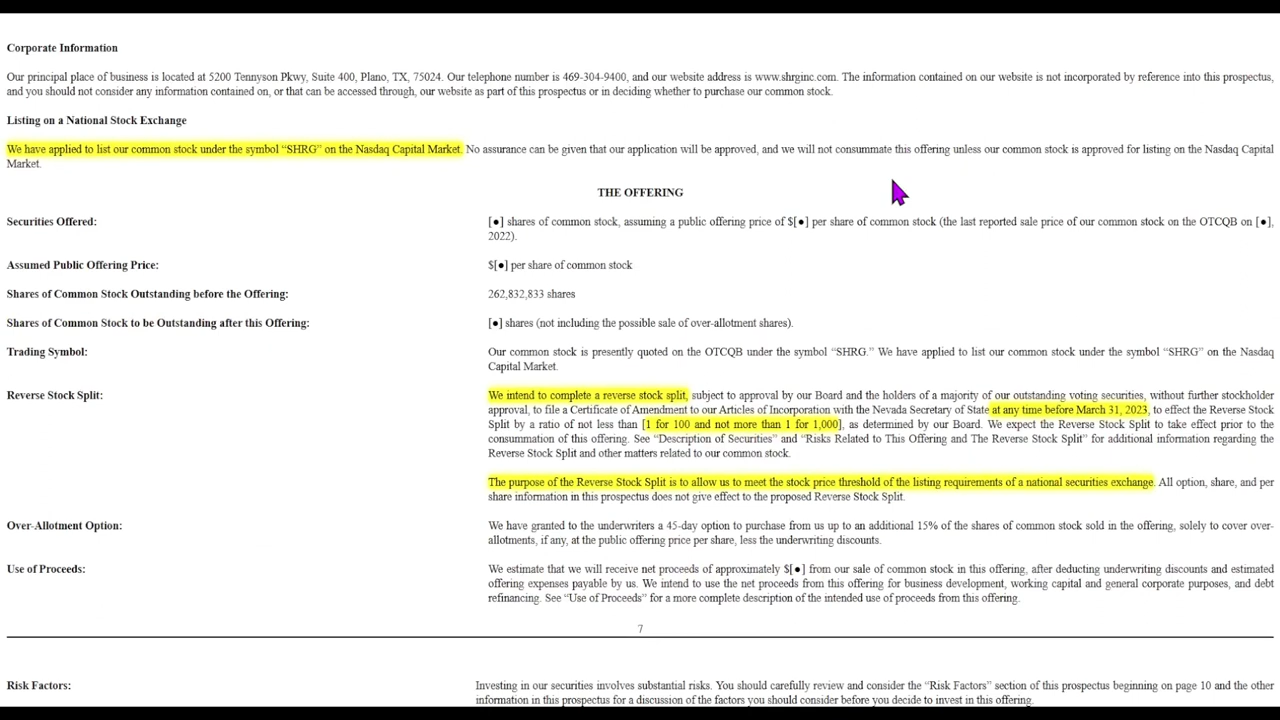 Corporate Information
Our principal place of business is located at 5200 Tennyson Pkwy, Suite 400, Plano, TX, 75024. Our telephone number is 469-304-9400, and our website address is www.shrginc.com. The information contained on our website is not incorporated by reference into this prospectus,
and you should not consider any information contained on, or that can be accessed through, our website as part of this prospectus or in deciding whether to purchase our common stock.
Listing on a National Stock Exchange
We have applied to list our common stock under the symbol “SHRG” on the Nasdaq Capital Market. No assurance can be given that our application will be approved, and we will not consummate this offering unless our common stock is approved for listing on the Nasdaq Capital
Market.
THE OFFERING
Securities Offered:
[●] shares of common stock, assuming a public offering price of $[●] per share of common stock (the last reported sale price of our common stock on the OTCQB on [●],
2022).
Assumed Public Offering Price:
$[●] per share of common stock
Shares of Common Stock Outstanding before the Offering:
262,832,833 shares
Shares of Common Stock to be Outstanding after this Offering:
[●] shares (not including the possible sale of over-allotment shares).
Trading Symbol:
Our common stock is presently quoted on the OTCQB under the symbol “SHRG.” We have applied to list our common stock under the symbol “SHRG” on the Nasdaq
Capital Market.
Reverse Stock Split:
We intend to complete a reverse stock split, subject to approval by our Board and the holders of a majority of our outstanding voting securities, without further stockholder
approval, to file a Certificate of Amendment to our Articles of Incorporation with the Nevada Secretary of State at any time before March 31, 2023, to effect the Reverse Stock
Split by a ratio of not less than [1 for 100 and not more than 1 for 1,000], as determined by our Board. We expect the Reverse Stock Split to take effect prior to the
consummation of this offering. See “Description of Securities” and “Risks Related to This Offering and The Reverse Stock Split” for additional information regarding the
Reverse Stock Split and other matters related to our common stock.
The purpose of the Reverse Stock Split is to allow us to meet the stock price threshold of the listing requirements of a national securities exchange. All option, share, and per
share information in this prospectus does not give effect to the proposed Reverse Stock Split.
Over-Allotment Option:
We have granted to the underwriters a 45-day option to purchase from us up to an additional 15% of the shares of common stock sold in the offering, solely to cover over-
allotments, if any, at the public offering price per share, less the underwriting discounts.
Use of Proceeds:
We estimate that we will receive net proceeds of approximately $[●] from our sale of common stock in this offering, after deducting underwriting discounts and estimated
offering expenses payable by us. We intend to use the net proceeds from this offering for business development, working capital and general corporate purposes, and debt
refinancing. See “Use of Proceeds” for a more complete description of the intended use of proceeds from this offering.
7
Risk Factors:
Investing in our securities involves substantial risks. You should carefully review and consider the “Risk Factors” section of this prospectus beginning on page 10 and the other
information in this prospectus for a discussion of the factors you should consider before you decide to invest in this offering.